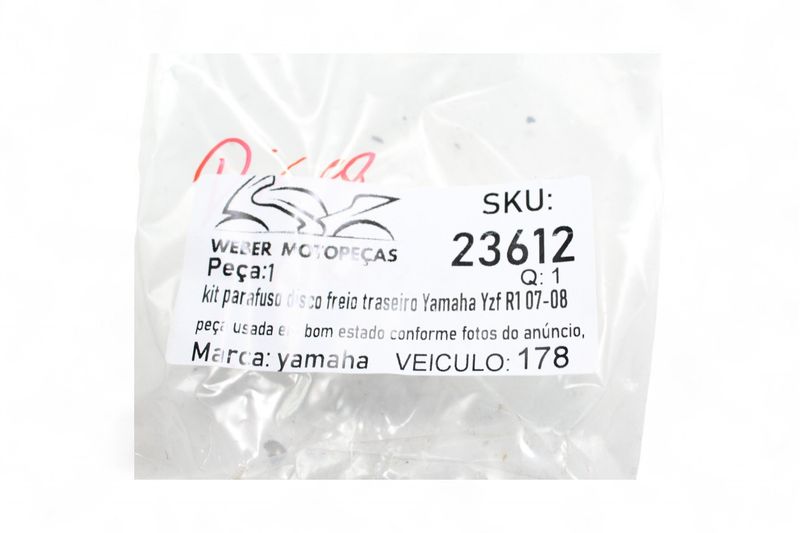 Disco
SKU:
23612
WEBER MOTOPEÇAS
Peça:1
Q: 1
kit parafuso disco freio traseiro Yamaha Yzf R1 07-08
peça usada em bom estado conforme fotos do anúncio,
Marca: yamaha VEICULO: 178